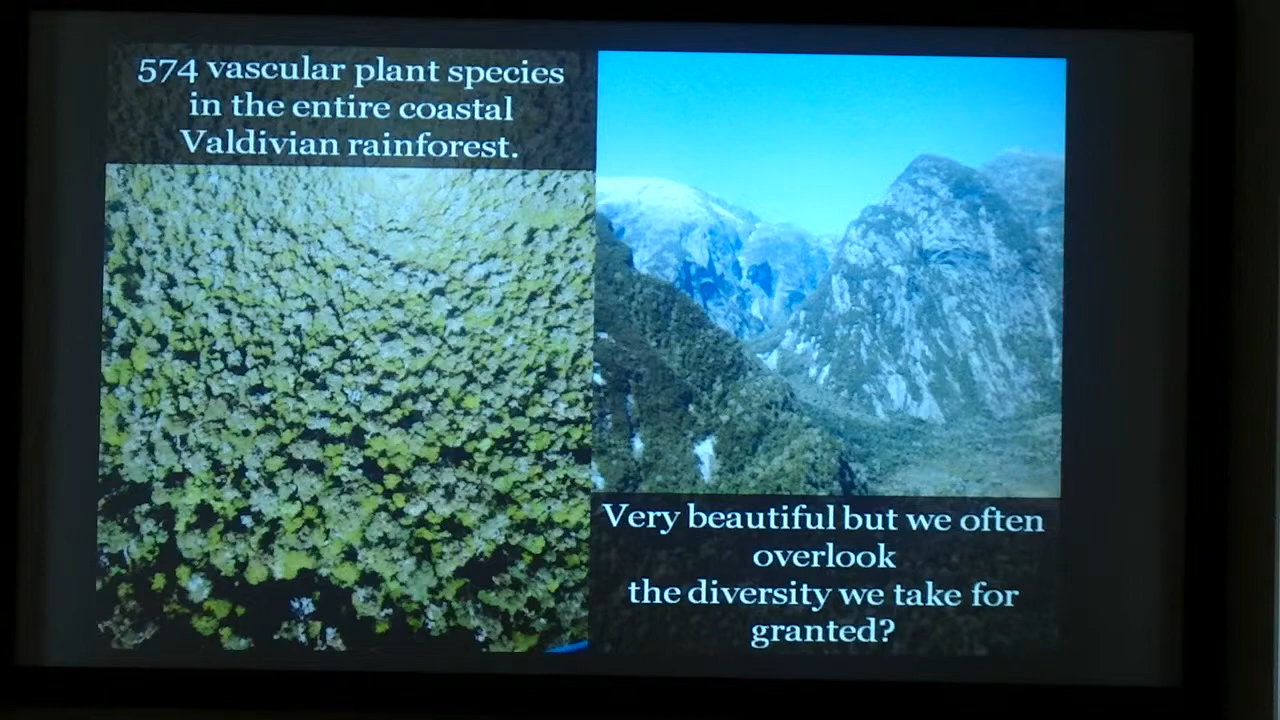 574 vascular plant species
in the entire coastal
Valdivian rainforest.
Very beautiful but we often
overlook
the diversity we take for
granted?